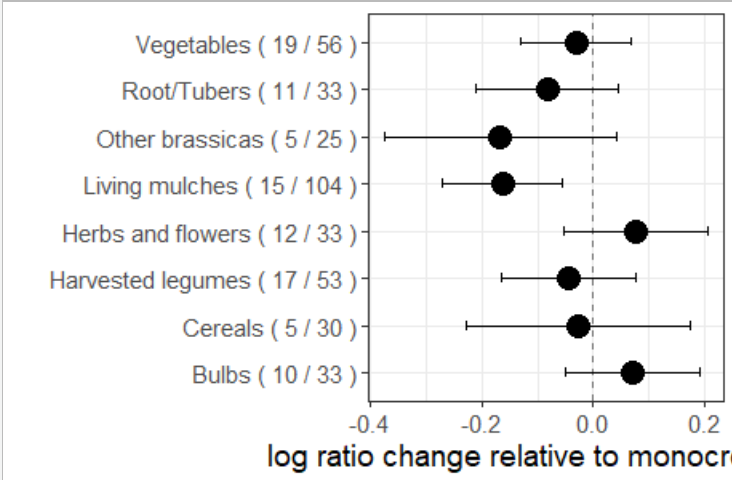 Vegetables ( 19 / 56 )
Root/Tubers ( 11 / 33 )
Other brassicas ( 5 / 25 )
Living mulches ( 15 / 104 )
Herbs and flowers ( 12 / 33 )
Harvested legumes ( 17 / 53 )
Cereals ( 5 / 30 )
Bulbs ( 10 / 33 )
-0.4 -0.2 0.0 0.2
log ratio change relative to